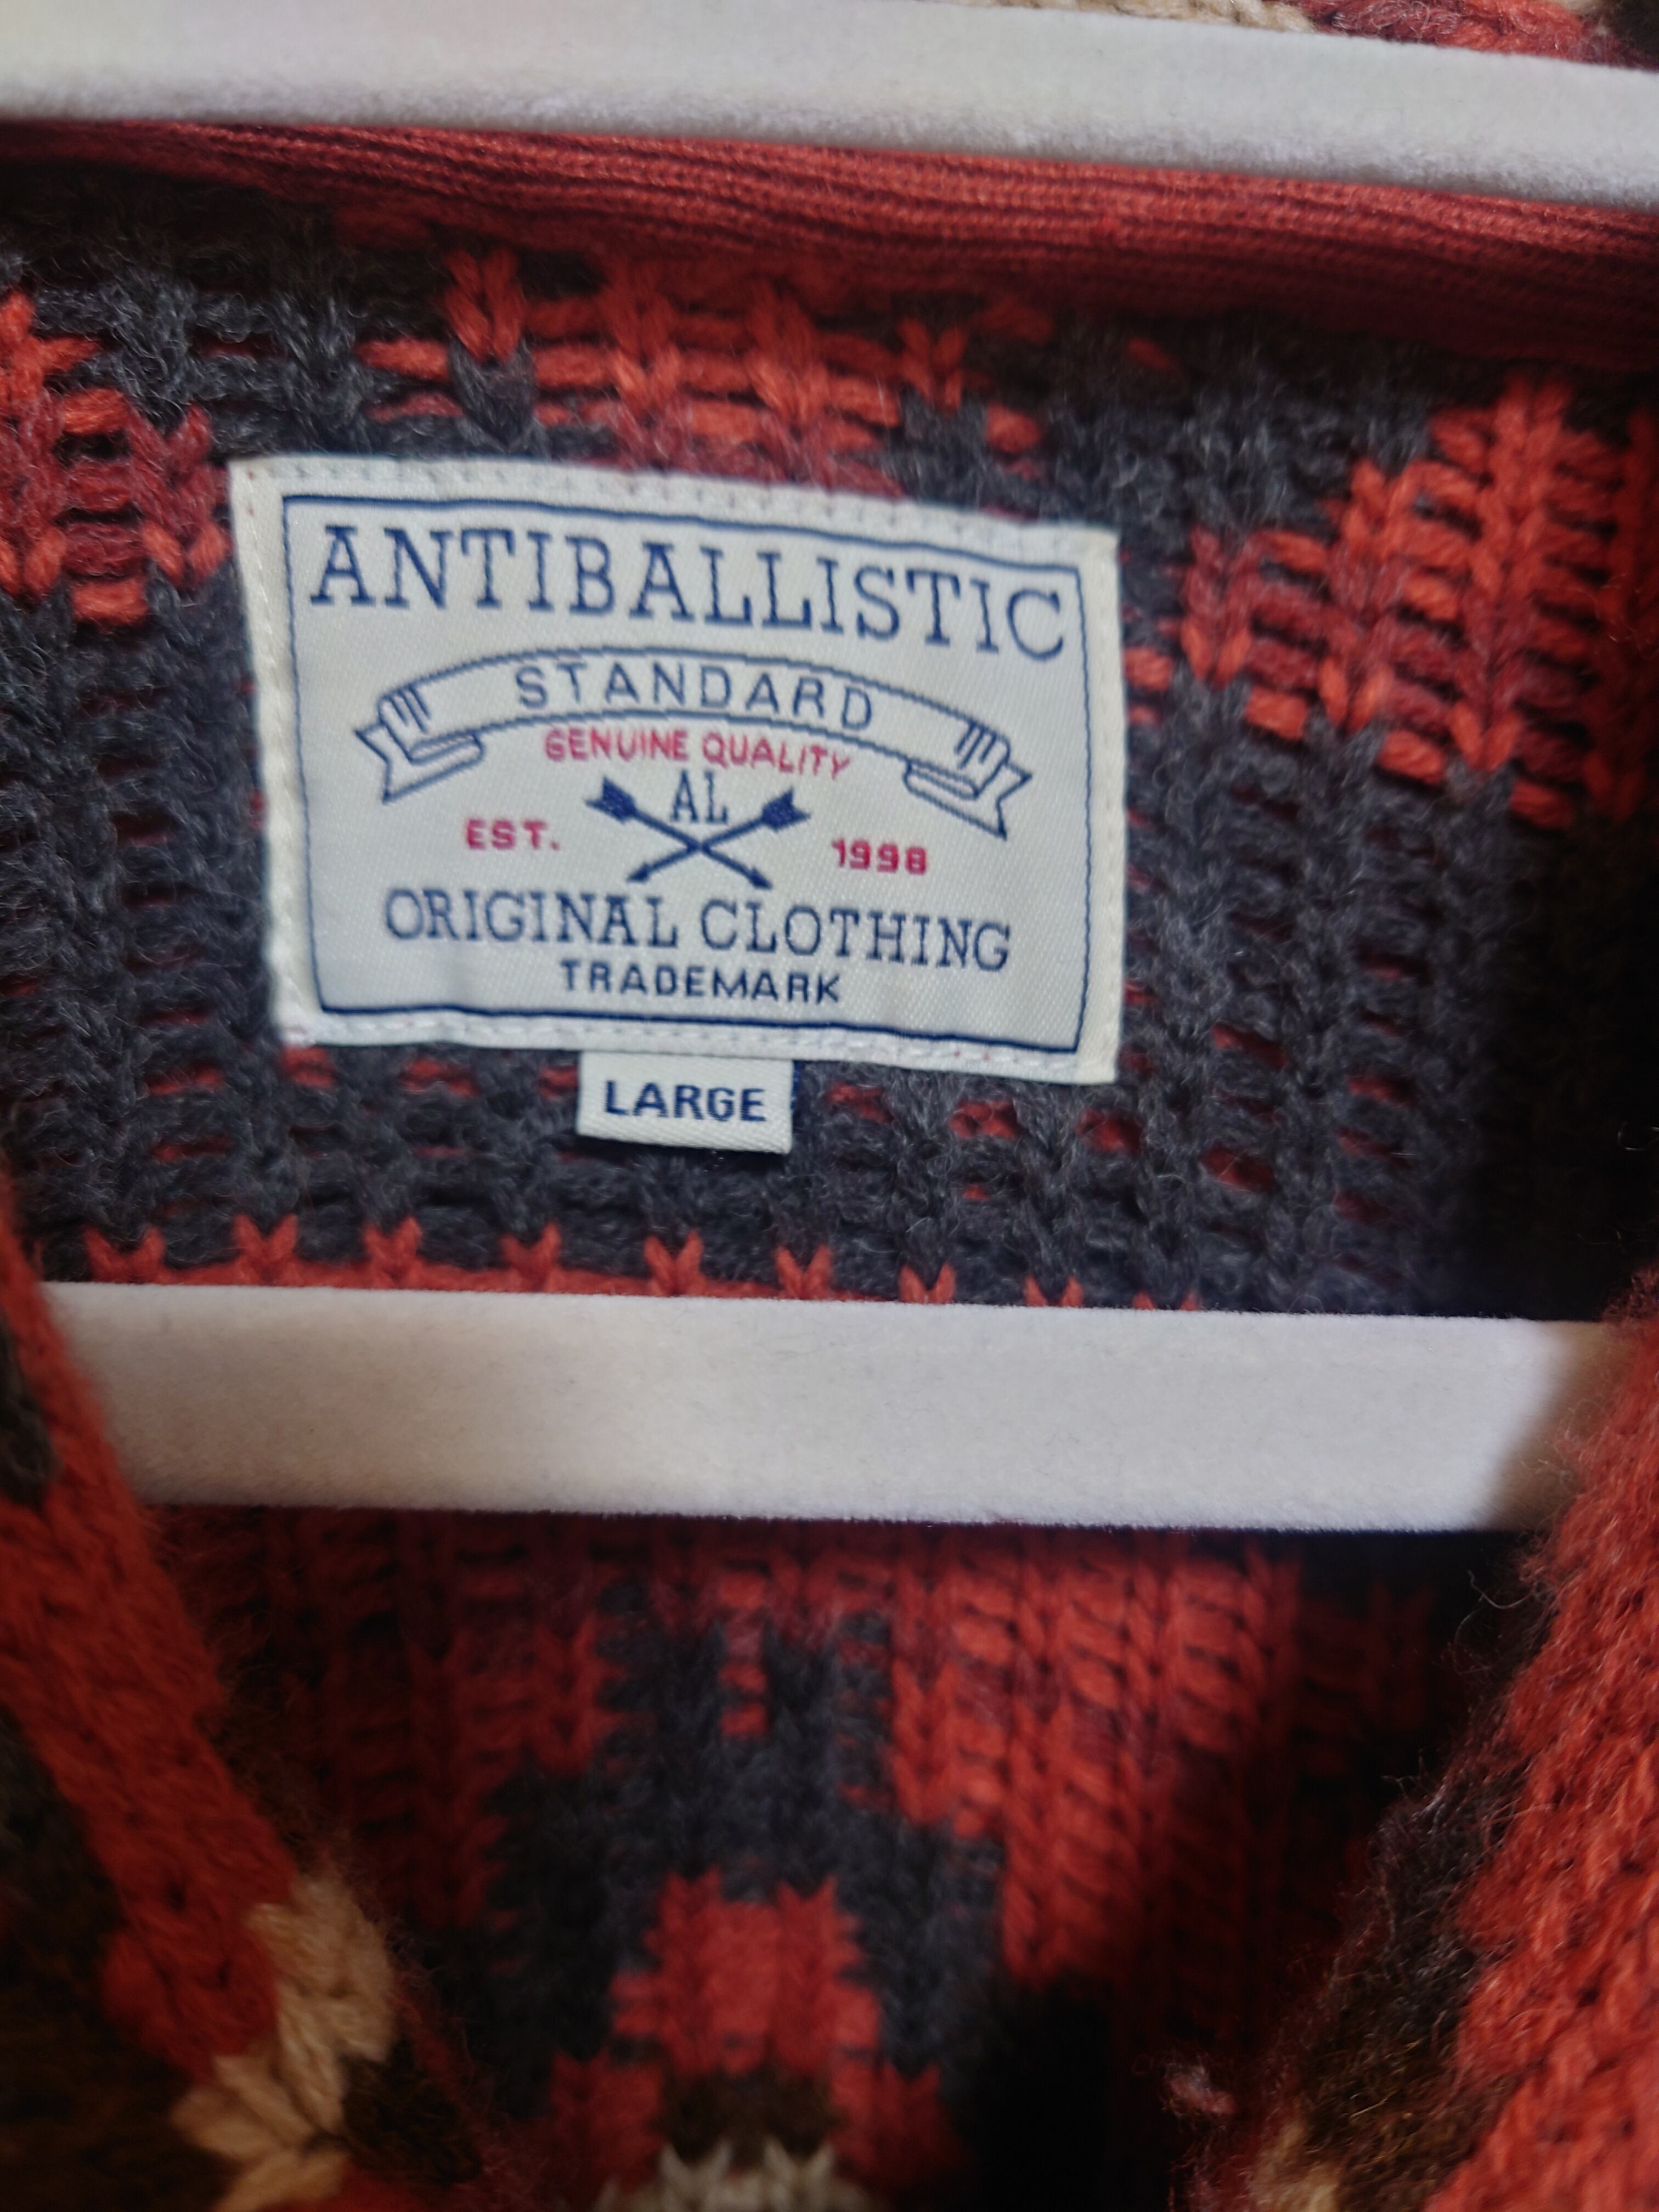 ANTIBALLISTIC
STANDARD
GENUINE QUALITY
AL
EST. 1998
ORIGINAL CLOTHING
TRADEMARK
LARGE